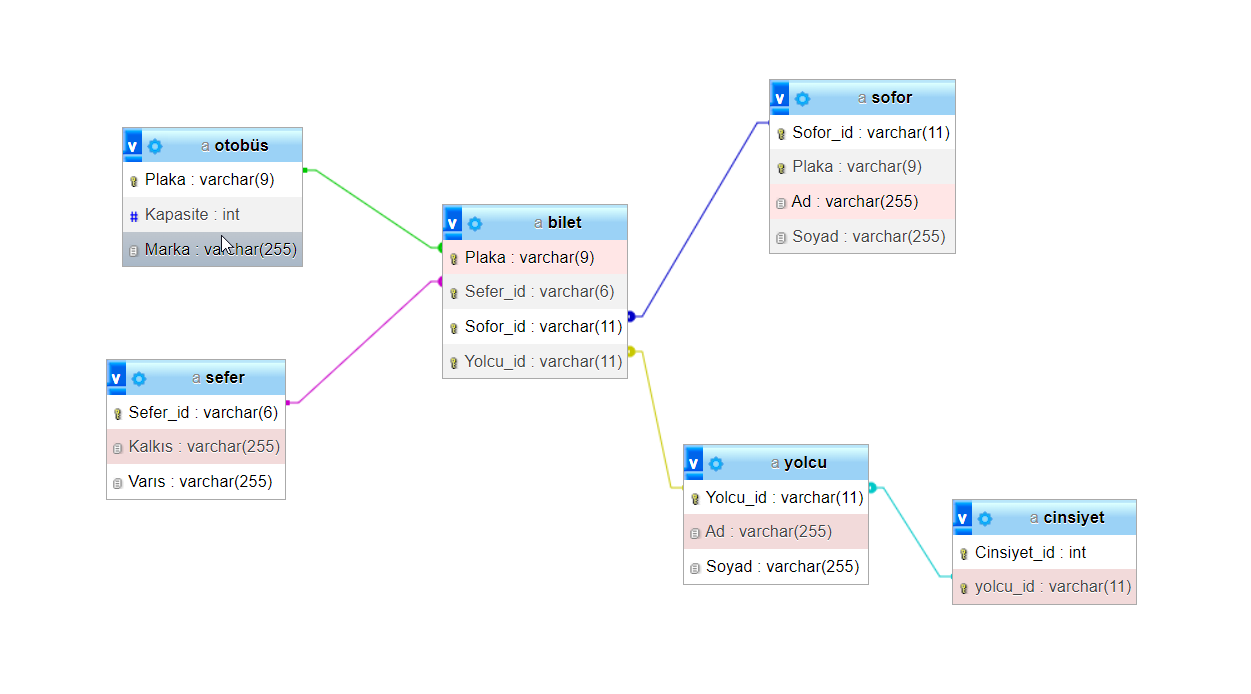 v a otobüs
Plaka : varchar(9)
# Kapasite : int
Marka : varchar(255)
v a sefer
Sefer_id : varchar(6)
Kalkıs : varchar(255)
Varıs : varchar(255)
v a bilet
Plaka : varchar(9)
Sefer_id : varchar(6)
Sofor_id : varchar(11)
Yolcu_id : varchar(11)
v a sofor
Sofor_id : varchar(11)
Plaka : varchar(9)
Ad : varchar(255)
Soyad : varchar(255)
v a yolcu
Yolcu_id : varchar(11)
Ad : varchar(255)
Soyad : varchar(255)
v a cinsiyet
Cinsiyet_id : int
yolcu_id : varchar(11)